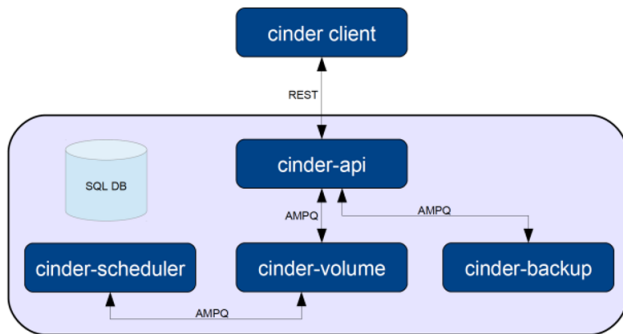 cinder client
REST
cinder-api
SQL DB
AMPQ
AMPQ
cinder-scheduler
cinder-volume
cinder-backup
AMPQ